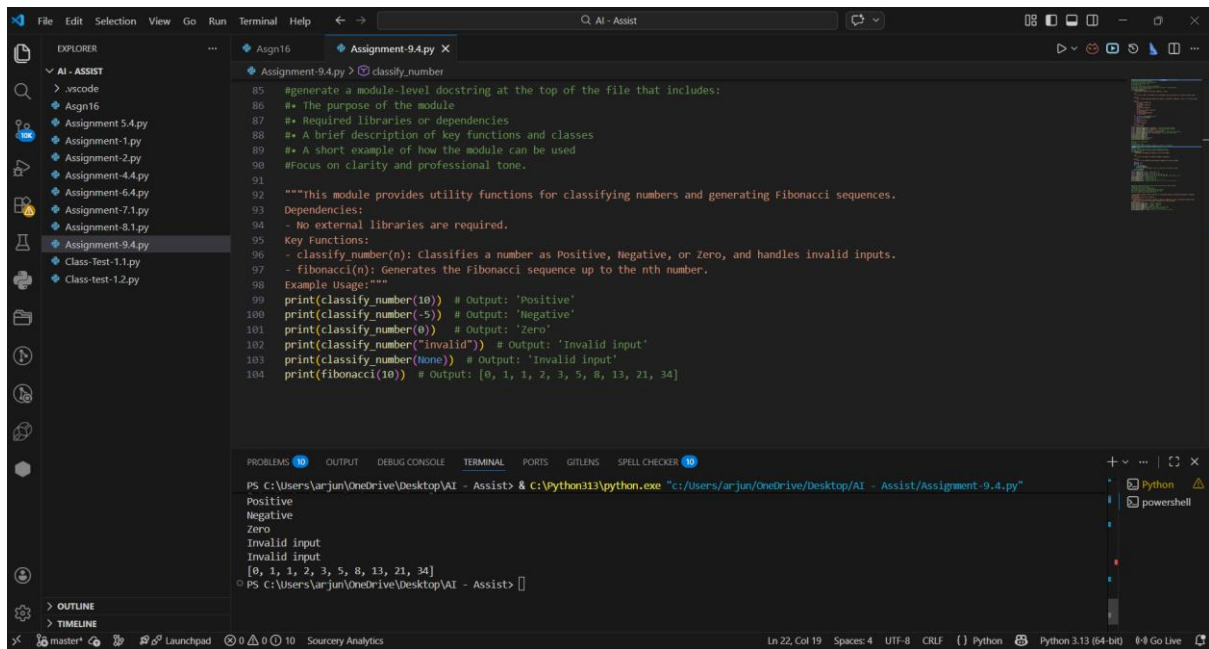 File Edit Selection View Go Run Terminal Help
AI - Assist
EXPLORER
AI - ASSIST
.vscode
Asgn16
Assignment 5.4.py
Assignment-1.py
Assignment-2.py
Assignment-4.4.py
Assignment-6.4.py
Assignment-7.1.py
Assignment-8.1.py
Assignment-9.4.py
Class-Test-1.1.py
Class-test-1.2.py
OUTLINE
TIMELINE
10K
Asgn16 Assignment-9.4.py
Assignment-9.4.py > classify_number
85 #generate a module-level docstring at the top of the file that includes:
86 #• The purpose of the module
87 #• Required libraries or dependencies
88 #• A brief description of key functions and classes
89 #• A short example of how the module can be used
90 #Focus on clarity and professional tone.
91
92 """This module provides utility functions for classifying numbers and generating Fibonacci sequences.
93 Dependencies:
94 - No external libraries are required.
95 Key Functions:
96 - classify_number(n): Classifies a number as Positive, Negative, or Zero, and handles invalid inputs.
97 - fibonacci(n): Generates the Fibonacci sequence up to the nth number.
98 Example Usage:"""
99 print(classify_number(10)) # Output: 'Positive'
100 print(classify_number(-5)) # Output: 'Negative'
101 print(classify_number(0)) # Output: 'Zero'
102 print(classify_number("invalid")) # Output: 'Invalid input'
103 print(classify_number(None)) # Output: 'Invalid input'
104 print(fibonacci(10)) # Output: [0, 1, 1, 2, 3, 5, 8, 13, 21, 34]
PROBLEMS 10 OUTPUT DEBUG CONSOLE TERMINAL PORTS GITLENS SPELL CHECKER 10
PS C:\Users\arjun\OneDrive\Desktop\AI - Assist> & C:\Python313\python.exe "c:/Users/arjun/OneDrive/Desktop/AI - Assist/Assignment-9.4.py"
Positive
Negative
Zero
Invalid input
Invalid input
[0, 1, 1, 2, 3, 5, 8, 13, 21, 34]
PS C:\Users\arjun\OneDrive\Desktop\AI - Assist>
Python
powershell
master* Launchpad 0 0 10 Sourcery Analytics Ln 22, Col 19 Spaces: 4 UTF-8 CRLF {} Python Python 3.13 (64-bit) Go Live